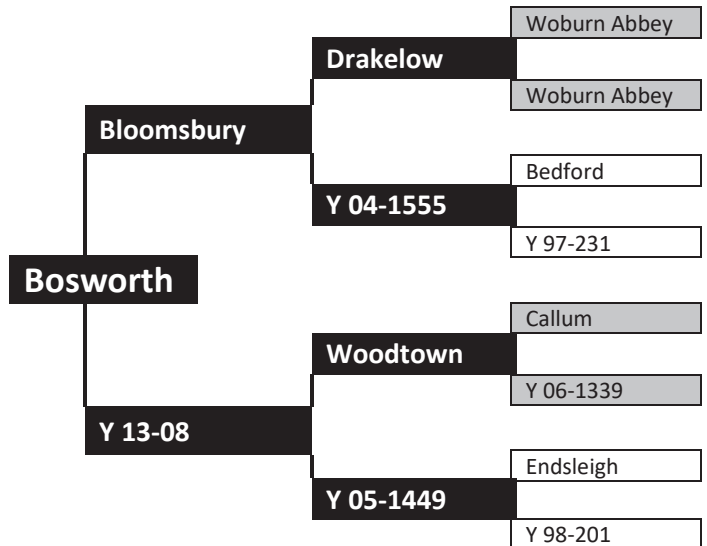 Woburn Abbey
Drakelow
Woburn Abbey
Bloomsbury
Bedford
Y 04-1555
Y 97-231
Bosworth
Callum
Woodtown
Y 06-1339
Y 13-08
Endsleigh
Y 05-1449
Y 98-201